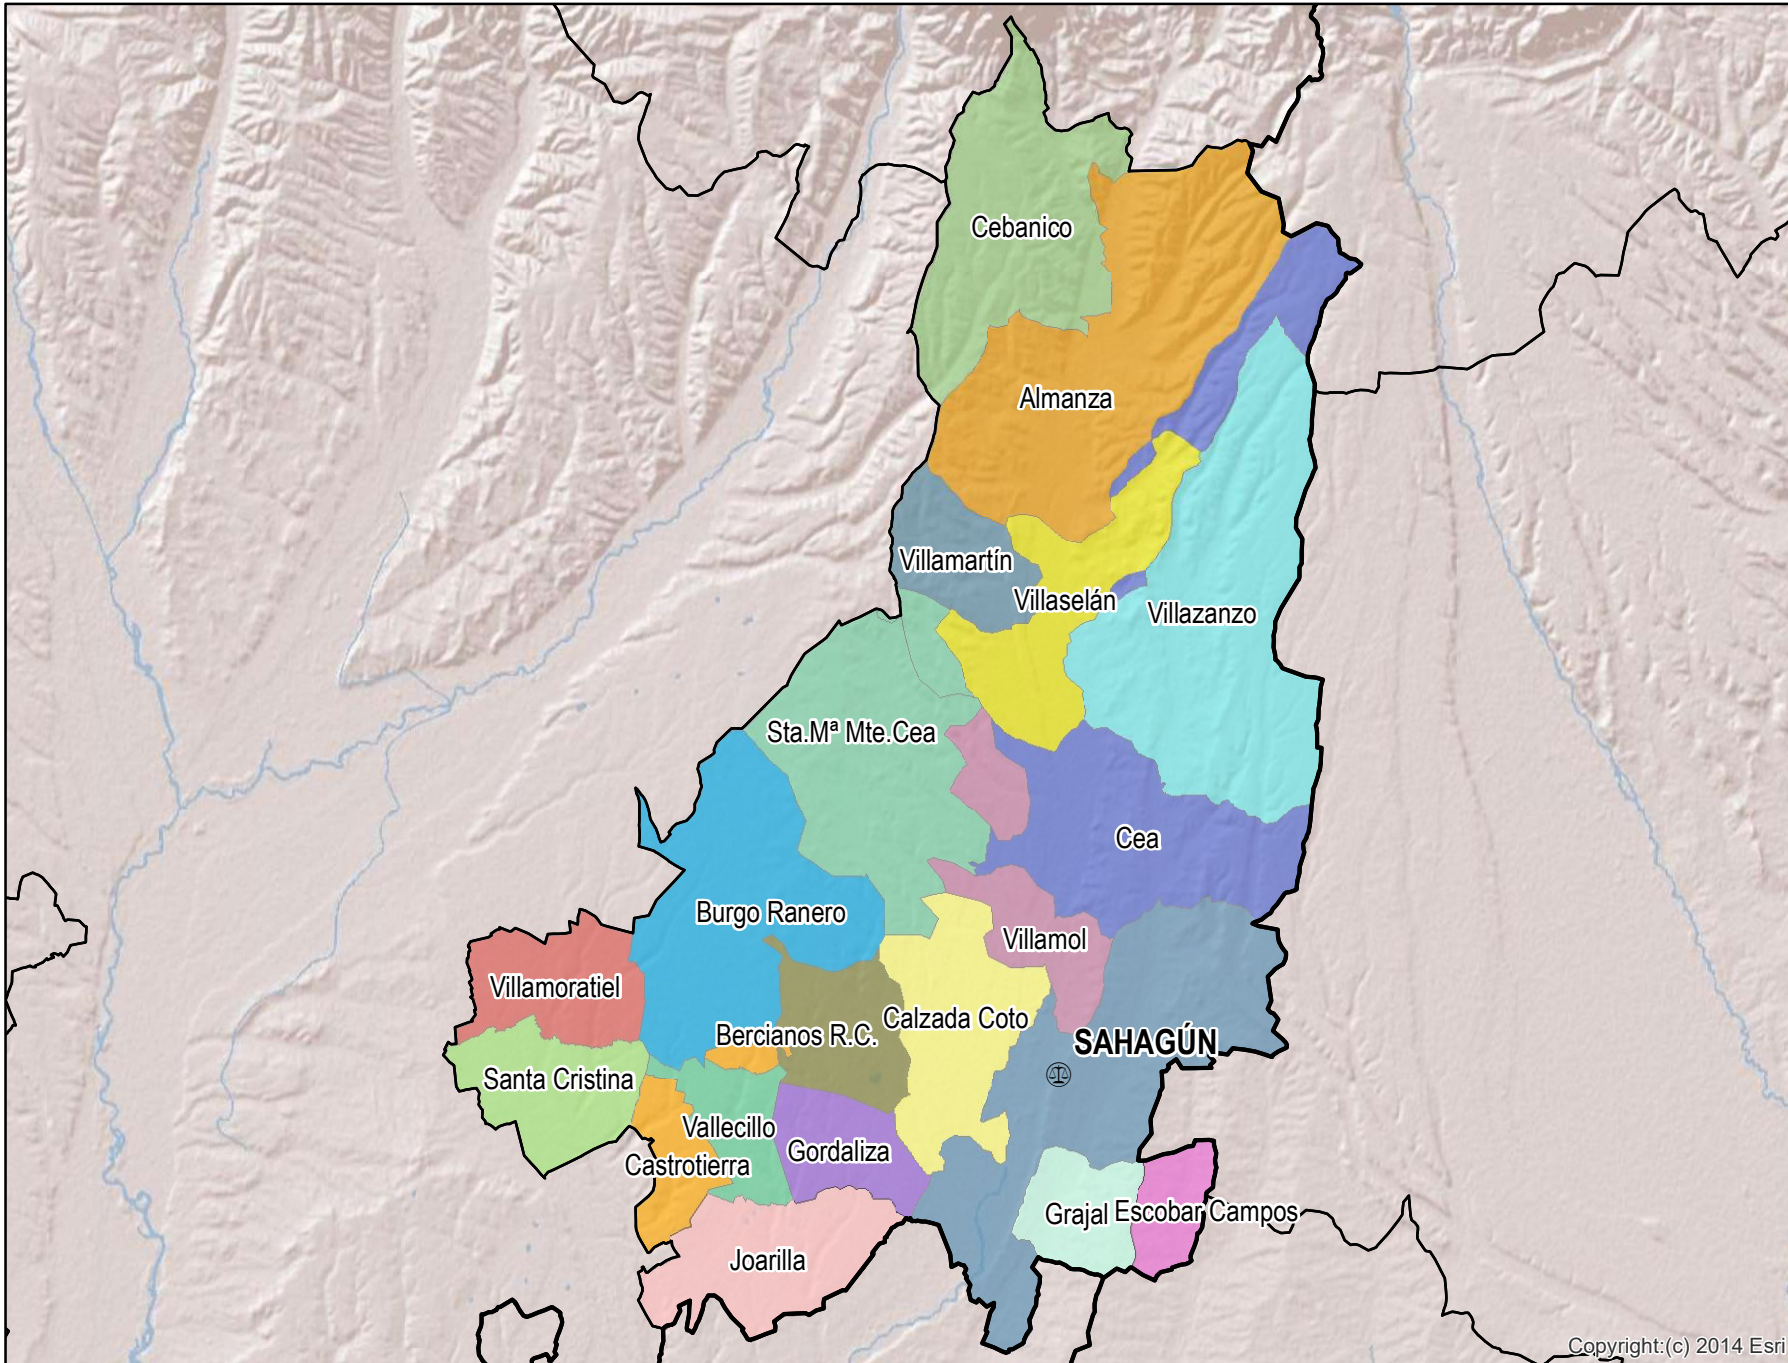 Cebanico
Almanza
Villamartín
Villaselán
Villazanzo
Sta.Mª Mte.Cea
Cea
Burgo Ranero
Villamol
Villamoratiel
Calzada Coto
Bercianos R.C.
SAHAGÚN
Santa Cristina
Vallecillo
Gordaliza
Castrotierra
Grajal
Escobar Campos
Joarilla
Copyright:(c) 2014 Esri